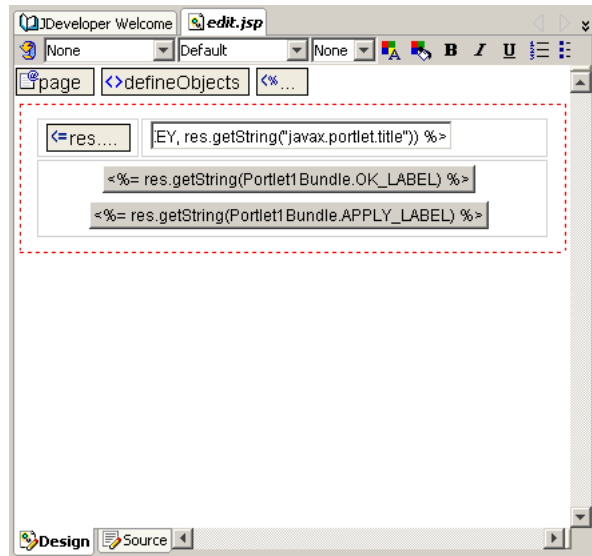 JDeveloper Welcome edit.jsp
None Default None A B I U
page <>defineObjects <%...
<=res.... EY, res.getString("javax.portlet.title")) %>
<%= res.getString(Portlet1Bundle.OK_LABEL) %>
<%= res.getString(Portlet1Bundle.APPLY_LABEL) %>
Design Source